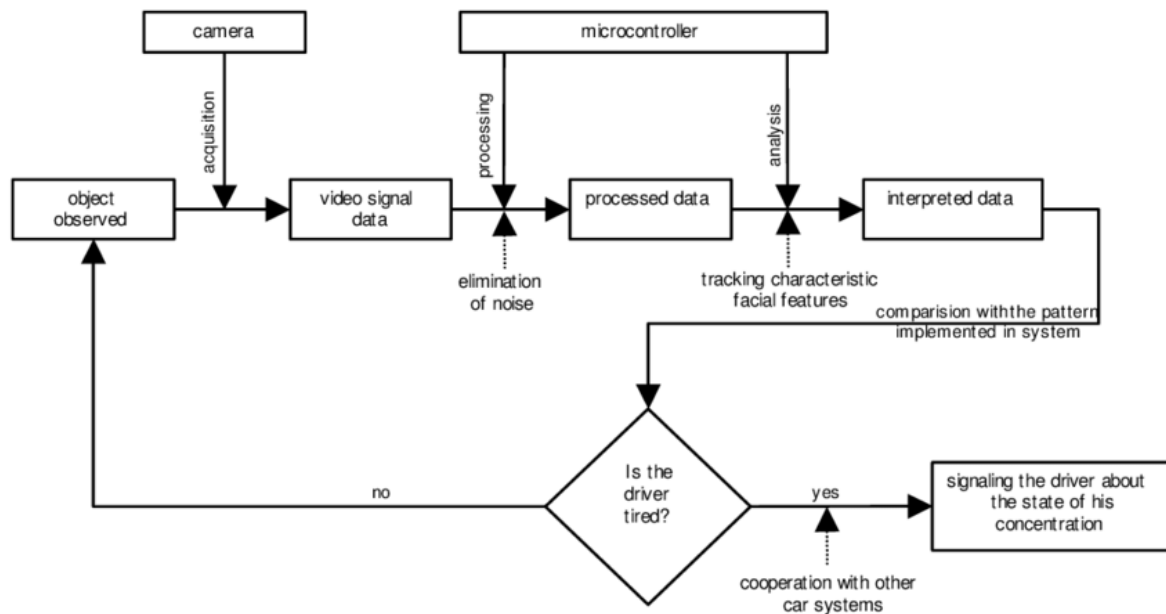 camera
microcontroller
acquisition
processing
analysis
object
observed
video signal
data
processed data
interpreted data
elimination
of noise
tracking characteristic
facial features
comparision withthe pattern
implemented in system
Is the
driver
tired?
no
yes
signaling the driver about
the state of his
concentration
cooperation with other
car systems